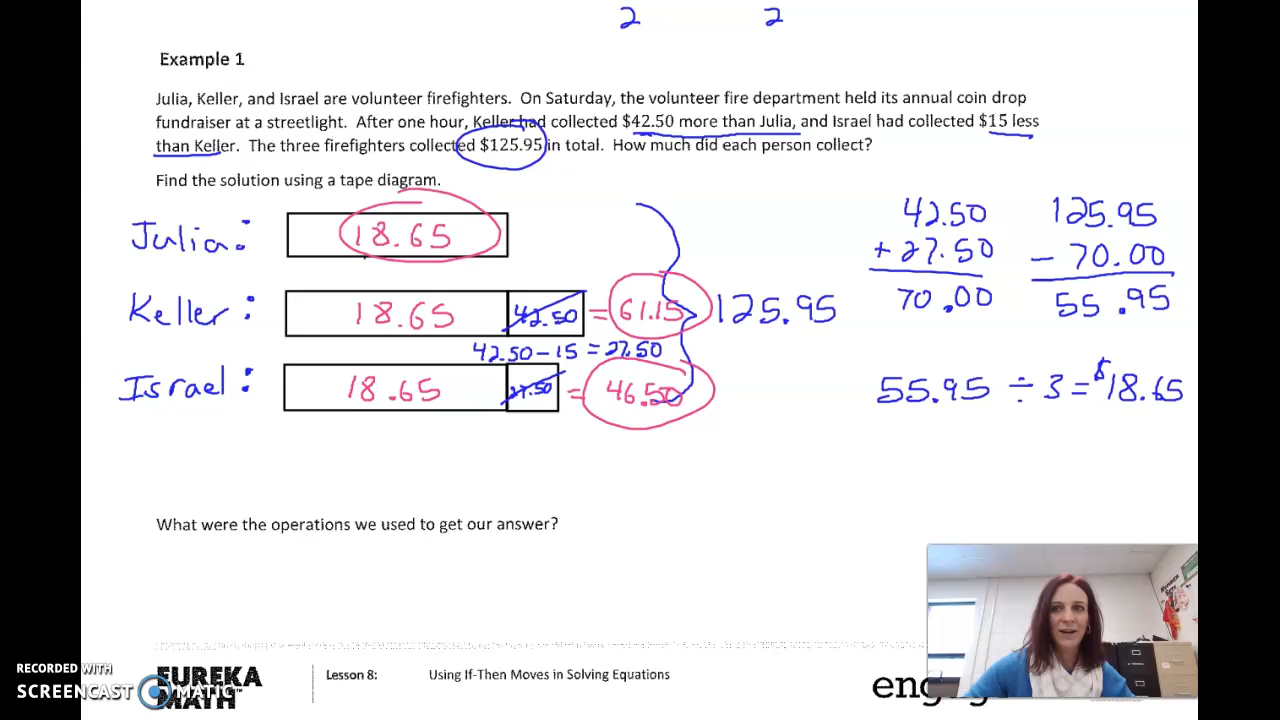 2 2
Example 1
Julia, Keller, and Israel are volunteer firefighters. On Saturday, the volunteer fire department held its annual coin drop
fundraiser at a streetlight. After one hour, Keller had collected $42.50 more than Julia, and Israel had collected $15 less
than Keller. The three firefighters collected $125.95 in total. How much did each person collect?
Find the solution using a tape diagram.
Julia: 18.65
Keller: 18.65 42.50 = 61.15 125.95
42.50 - 15 = 27.50
Israel: 18.65 27.50 = 46.50
42.50
+ 27.50
70.00
125.95
- 70.00
55.95
55.95 ÷ 3 = $18.65
What were the operations we used to get our answer?
RECORDED WITH
SCREENCAST MATIC
EUREKA
MATH™
Lesson 8: Using If-Then Moves in Solving Equations